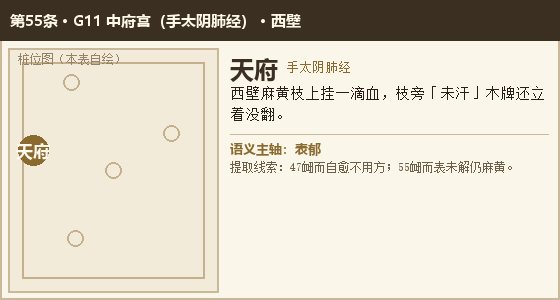 第55条·G11 中府宫（手太阴肺经）·西壁
桩位图（本表自绘）
天府
天府 手太阴肺经
西壁麻黄枝上挂一滴血，枝旁「未汗」木牌还立
着没翻。
语义主轴：表郁
提取线索：47衄而自愈不用方；55衄而表未解仍麻黄。